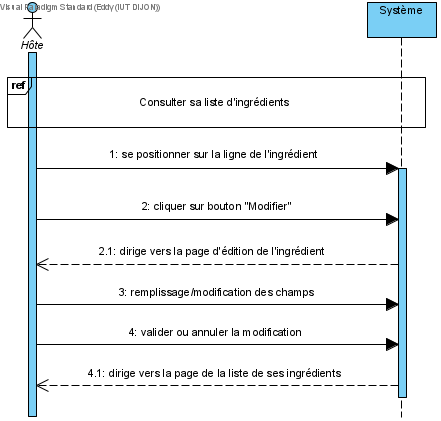 Visual Paradigm Standard (Eddy (IUT DIJON))
Système
Hôte
ref
Consulter sa liste d'ingrédients
1: se positionner sur la ligne de l'ingrédient
2: cliquer sur bouton "Modifier"
2.1: dirige vers la page d'édition de l'ingrédient
3: remplissage/modification des champs
4: valider ou annuler la modification
4.1: dirige vers la page de la liste de ses ingrédients